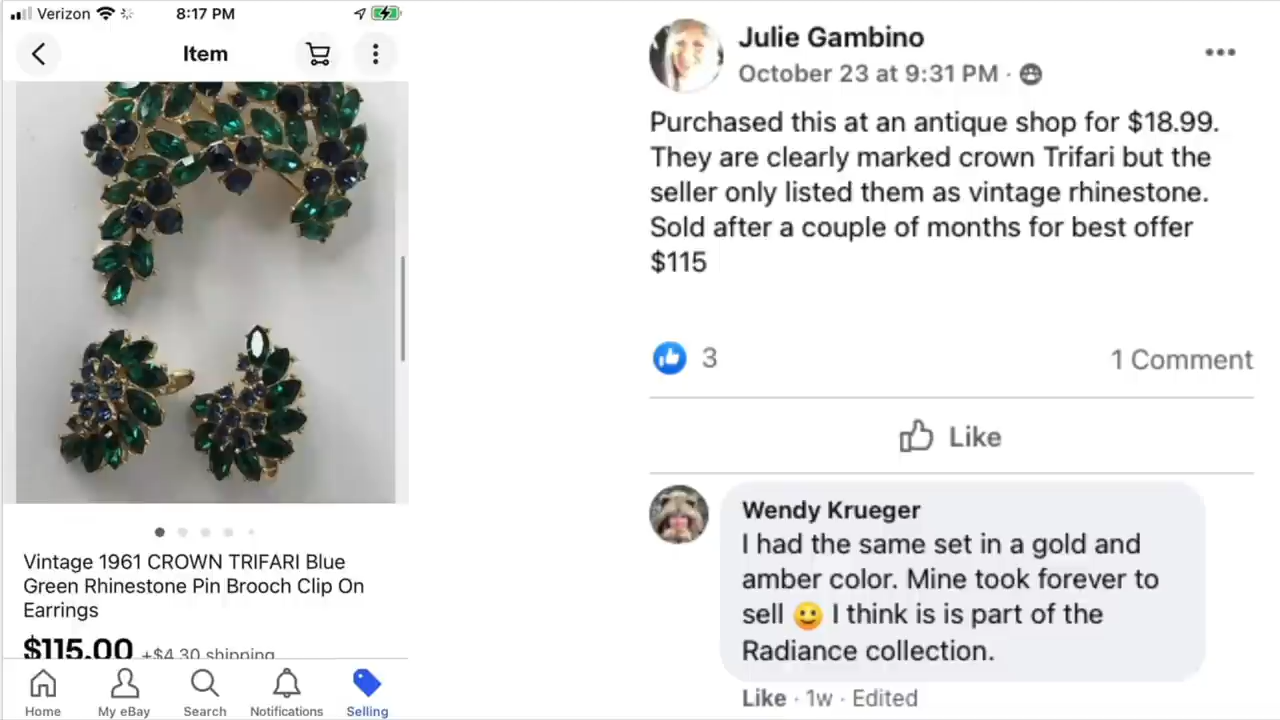 Verizon
8:17 PM
Item
Vintage 1961 CROWN TRIFARI Blue
Green Rhinestone Pin Brooch Clip On
Earrings
$115.00 +$4.30 shipping
Home
My eBay
Search
Notifications
Selling
Julie Gambino
October 23 at 9:31 PM ·
Purchased this at an antique shop for $18.99.
They are clearly marked crown Trifari but the
seller only listed them as vintage rhinestone.
Sold after a couple of months for best offer
$115
3
1 Comment
Like
Wendy Krueger
I had the same set in a gold and
amber color. Mine took forever to
sell 🙂 I think is is part of the
Radiance collection.
Like · 1w · Edited